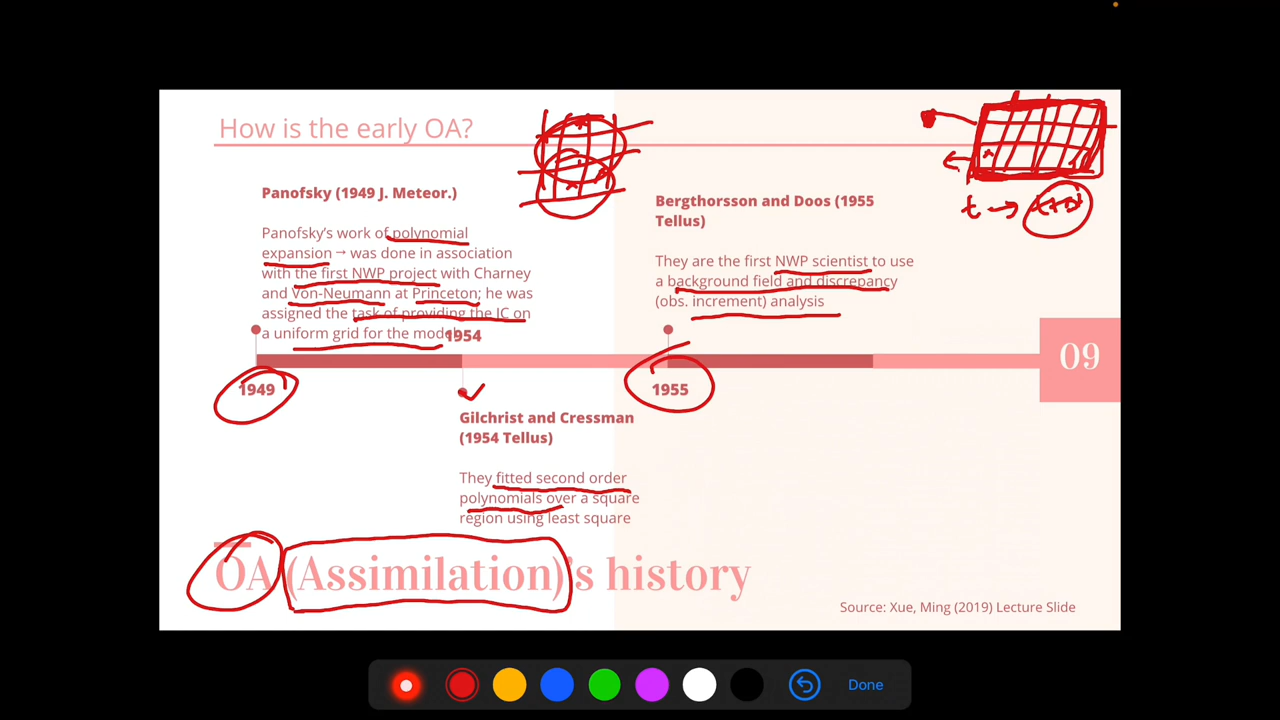 How is the early OA?
Panofsky (1949 J. Meteor.)
Panofsky's work of polynomial
expansion → was done in association
with the first NWP project with Charney
and Von-Neumann at Princeton; he was
assigned the task of providing the IC on
a uniform grid for the model
1954
Bergthorsson and Doos (1955
Tellus)
They are the first NWP scientist to use
a background field and discrepancy
(obs. increment) analysis
t →
09
1949
1955
Gilchrist and Cressman
(1954 Tellus)
They fitted second order
polynomials over a square
region using least square
OA (Assimilation)'s history
Source: Xue, Ming (2019) Lecture Slide
Done